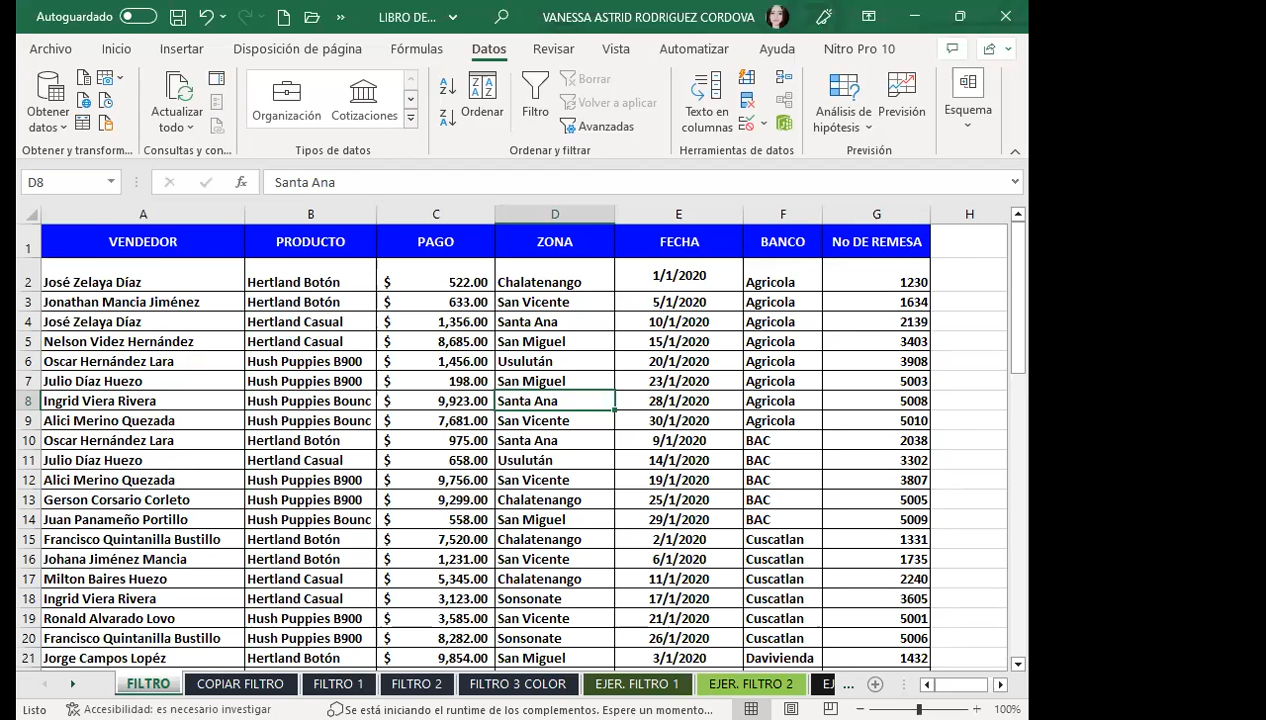 Autoguardado LIBRO DE... VANESSA ASTRID RODRIGUEZ CORDOVA
Archivo Inicio Insertar Disposición de página Fórmulas Datos Revisar Vista Automatizar Ayuda Nitro Pro 10
Obtener datos Actualizar todo Organización Cotizaciones Ordenar Filtro Borrar Volver a aplicar Avanzadas Texto en columnas Análisis de hipótesis Previsión Esquema
Obtener y transform... Consultas y con... Tipos de datos Ordenar y filtrar Herramientas de datos Previsión
D8 fx Santa Ana
A B C D E F G H
1 VENDEDOR PRODUCTO PAGO ZONA FECHA BANCO No DE REMESA
2 José Zelaya Díaz Hertland Botón $ 522.00 Chalatenango 1/1/2020 Agricola 1230
3 Jonathan Mancia Jiménez Hertland Botón $ 633.00 San Vicente 5/1/2020 Agricola 1634
4 José Zelaya Díaz Hertland Casual $ 1,356.00 Santa Ana 10/1/2020 Agricola 2139
5 Nelson Videz Hernández Hertland Casual $ 8,685.00 San Miguel 15/1/2020 Agricola 3403
6 Oscar Hernández Lara Hush Puppies B900 $ 1,456.00 Usulután 20/1/2020 Agricola 3908
7 Julio Díaz Huezo Hush Puppies B900 $ 198.00 San Miguel 23/1/2020 Agricola 5003
8 Ingrid Viera Rivera Hush Puppies Bounc $ 9,923.00 Santa Ana 28/1/2020 Agricola 5008
9 Alici Merino Quezada Hush Puppies Bounc $ 7,681.00 San Vicente 30/1/2020 Agricola 5010
10 Oscar Hernández Lara Hertland Botón $ 975.00 Santa Ana 9/1/2020 BAC 2038
11 Julio Díaz Huezo Hertland Casual $ 658.00 Usulután 14/1/2020 BAC 3302
12 Alici Merino Quezada Hush Puppies B900 $ 9,756.00 San Vicente 19/1/2020 BAC 3807
13 Gerson Corsario Corleto Hush Puppies B900 $ 9,299.00 Chalatenango 25/1/2020 BAC 5005
14 Juan Panameño Portillo Hush Puppies Bounc $ 558.00 San Miguel 29/1/2020 BAC 5009
15 Francisco Quintanilla Bustillo Hertland Botón $ 7,520.00 Chalatenango 2/1/2020 Cuscatlan 1331
16 Johana Jiménez Mancia Hertland Botón $ 1,231.00 San Vicente 6/1/2020 Cuscatlan 1735
17 Milton Baires Huezo Hertland Casual $ 5,345.00 Chalatenango 11/1/2020 Cuscatlan 2240
18 Ingrid Viera Rivera Hertland Casual $ 3,123.00 Sonsonate 17/1/2020 Cuscatlan 3605
19 Ronald Alvarado Lovo Hush Puppies B900 $ 3,585.00 San Vicente 21/1/2020 Cuscatlan 5001
20 Francisco Quintanilla Bustillo Hush Puppies B900 $ 8,282.00 Sonsonate 26/1/2020 Cuscatlan 5006
21 Jorge Campos Lopéz Hertland Botón $ 9,854.00 San Miguel 3/1/2020 Davivienda 1432
FILTRO COPIAR FILTRO FILTRO 1 FILTRO 2 FILTRO 3 COLOR EJER. FILTRO 1 EJER. FILTRO 2 EJ ...
Listo Accesibilidad: es necesario investigar Se está iniciando el runtime de los complementos. Espere un momento... 100%